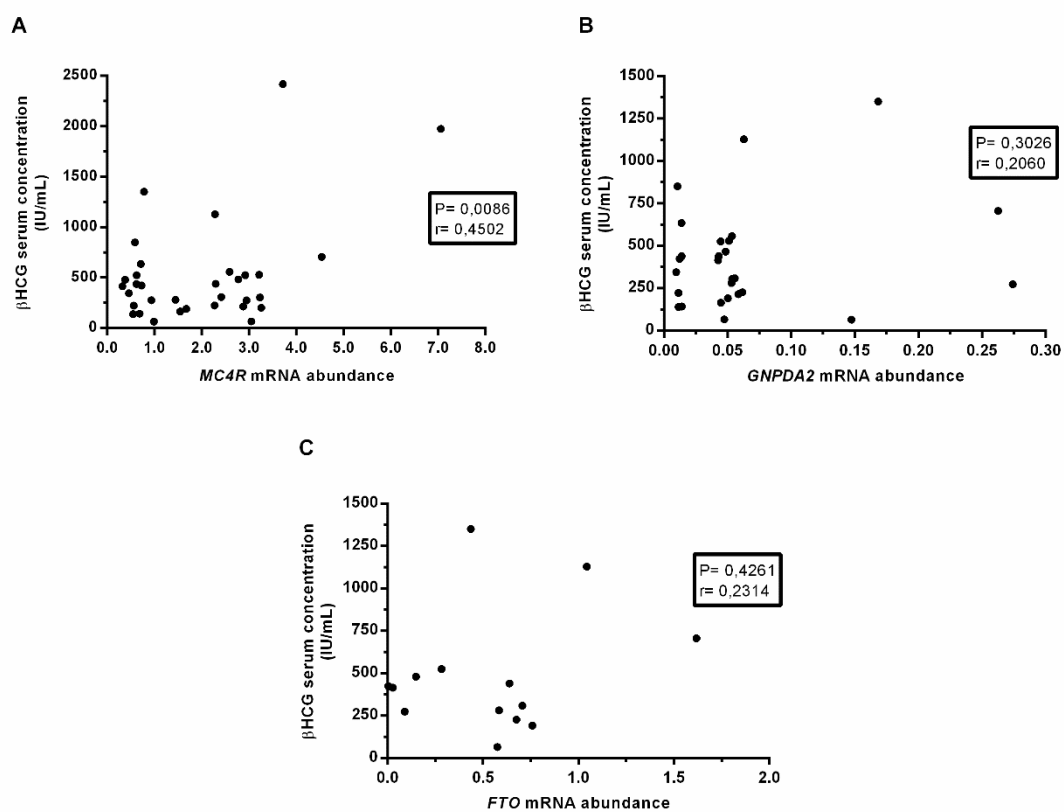 A
βHCG serum concentration
(IU/mL)
2500
2000
1500
1000
500
0
0.0 1.0 2.0 3.0 4.0 5.0 6.0 7.0 8.0
MC4R mRNA abundance
P= 0,0086
r= 0,4502
B
βHCG serum concentration
(IU/mL)
1500
1250
1000
750
500
250
0
0.00 0.05 0.10 0.15 0.20 0.25 0.30
GNPDA2 mRNA abundance
P= 0,3026
r= 0,2060
C
βHCG serum concentration
(IU/mL)
1500
1250
1000
750
500
250
0
0.0 0.5 1.0 1.5 2.0
FTO mRNA abundance
P= 0,4261
r= 0,2314